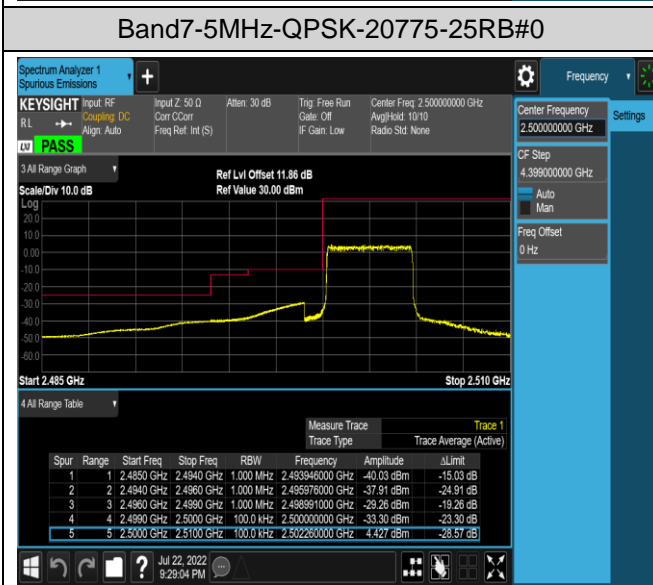 Band7-5MHz-QPSK-20775-25RB#0
Spectrum Analyzer 1
Spurious Emissions
+
Frequency
KEYSIGHT Input: RF Input Z: 50 Ω Atten: 30 dB Trig: Free Run Center Freq: 2.500000000 GHz
RL Coupling: DC Corr CCorr Gate: Off Avg|Hold: 10/10
Align: Auto Freq Ref: Int (S) IF Gain: Low Radio Std: None
LXI PASS
Center Frequency
2.500000000 GHz
Settings
CF Step
4.399000000 GHz
Auto
Man
Freq Offset
0 Hz
3 All Range Graph
Ref Lvl Offset 11.86 dB
Scale/Div 10.0 dB Ref Value 30.00 dBm
Log
20.0
10.0
0.00
-10.0
-20.0
-30.0
-40.0
-50.0
-60.0
Start 2.485 GHz Stop 2.510 GHz
4 All Range Table
Measure Trace Trace 1
Trace Type Trace Average (Active)
Spur Range Start Freq Stop Freq RBW Frequency Amplitude ΔLimit
1 1 2.4850 GHz 2.4940 GHz 1.000 MHz 2.493946000 GHz -40.03 dBm -15.03 dB
2 2 2.4940 GHz 2.4960 GHz 1.000 MHz 2.495976000 GHz -37.91 dBm -24.91 dB
3 3 2.4960 GHz 2.4990 GHz 1.000 MHz 2.498991000 GHz -29.26 dBm -19.26 dB
4 4 2.4990 GHz 2.5000 GHz 100.0 kHz 2.500000000 GHz -33.30 dBm -23.30 dB
5 5 2.5000 GHz 2.5100 GHz 100.0 kHz 2.502260000 GHz 4.427 dBm -28.57 dB
? Jul 22, 2022
9:29:04 PM